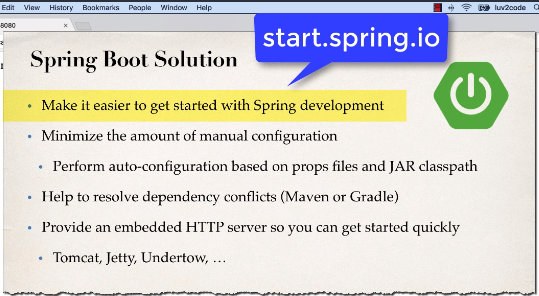 Edit View History Bookmarks People Window Help luv2code
8080 ×
start.spring.io
Spring Boot Solution
• Make it easier to get started with Spring development
• Minimize the amount of manual configuration
• Perform auto-configuration based on props files and JAR classpath
• Help to resolve dependency conflicts (Maven or Gradle)
• Provide an embedded HTTP server so you can get started quickly
• Tomcat, Jetty, Undertow, …